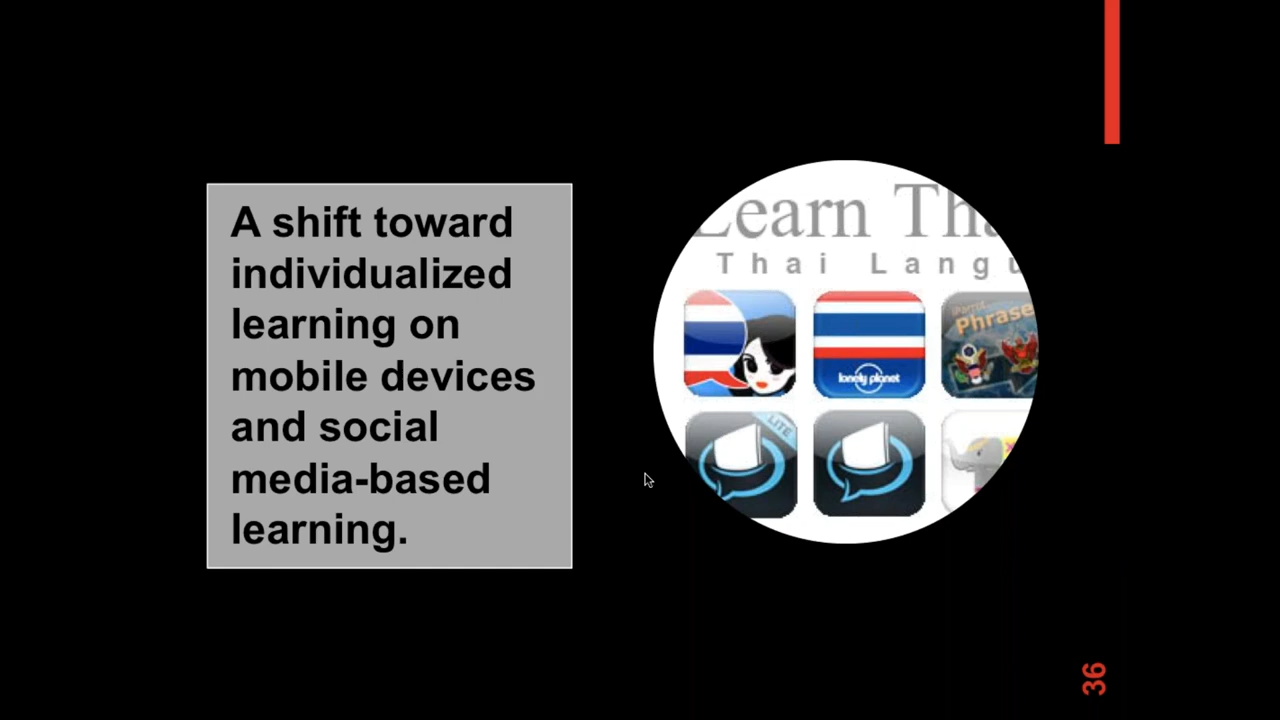 A shift toward
individualized
learning on
mobile devices
and social
media-based
learning.
Learn Tha
Thai Langu
lonely planet
Phrase
LITE
36